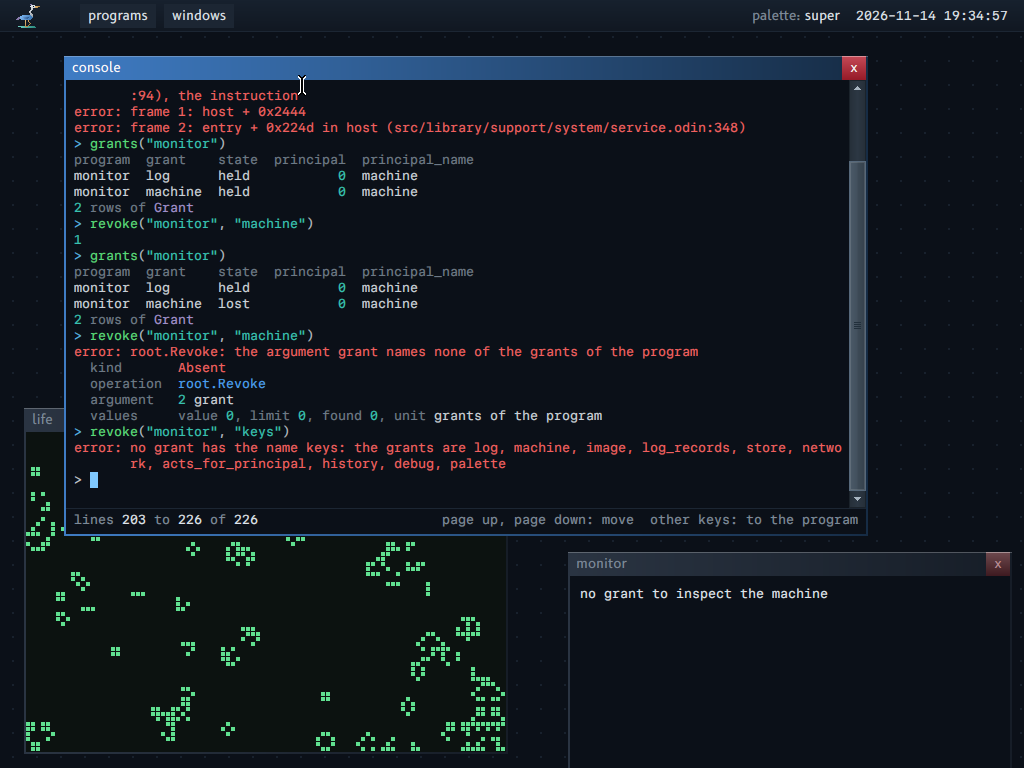 programs windows palette: super 2026-11-14 19:34:57
console x
:94), the instruction
error: frame 1: host + 0x2444
error: frame 2: entry + 0x224d in host (src/library/support/system/service.odin:348)
> grants("monitor")
program grant state principal principal_name
monitor log held 0 machine
monitor machine held 0 machine
2 rows of Grant
> revoke("monitor", "machine")
1
> grants("monitor")
program grant state principal principal_name
monitor log held 0 machine
monitor machine lost 0 machine
2 rows of Grant
> revoke("monitor", "machine")
error: root.Revoke: the argument grant names none of the grants of the program
kind Absent
operation root.Revoke
argument 2 grant
values value 0, limit 0, found 0, unit grants of the program
> revoke("monitor", "keys")
error: no grant has the name keys: the grants are log, machine, image, log_records, store, netwo
rk, acts_for_principal, history, debug, palette
>
lines 203 to 226 of 226 page up, page down: move other keys: to the program
life
monitor x
no grant to inspect the machine